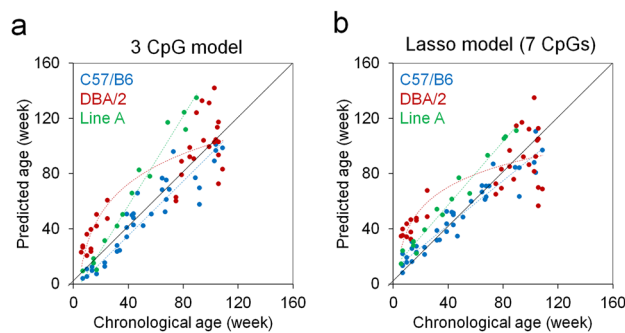 a
3 CpG model
160
120
80
40
0
Predicted age (week)
C57/B6
DBA/2
Line A
0 40 80 120 160
Chronological age (week)
b
Lasso model (7 CpGs)
160
120
80
40
0
Predicted age (week)
C57/B6
DBA/2
Line A
0 40 80 120 160
Chronological age (week)